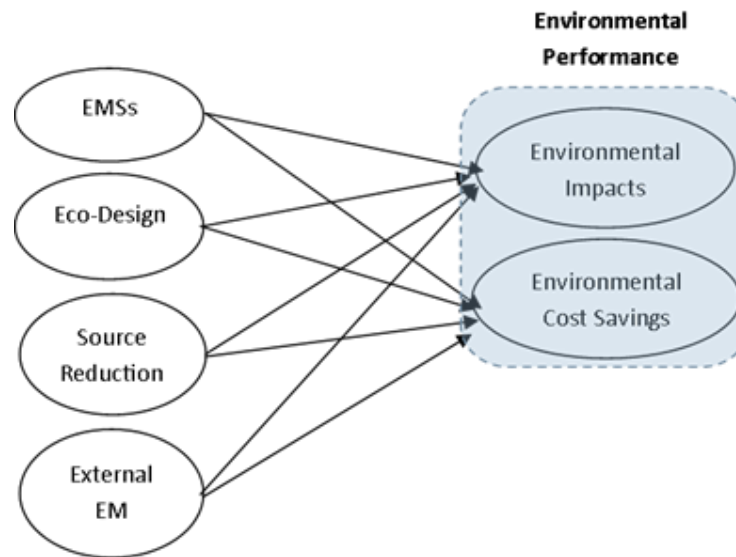 Environmental
Performance
EMSs
Environmental
Impacts
Eco-Design
Environmental
Cost Savings
Source
Reduction
External
EM